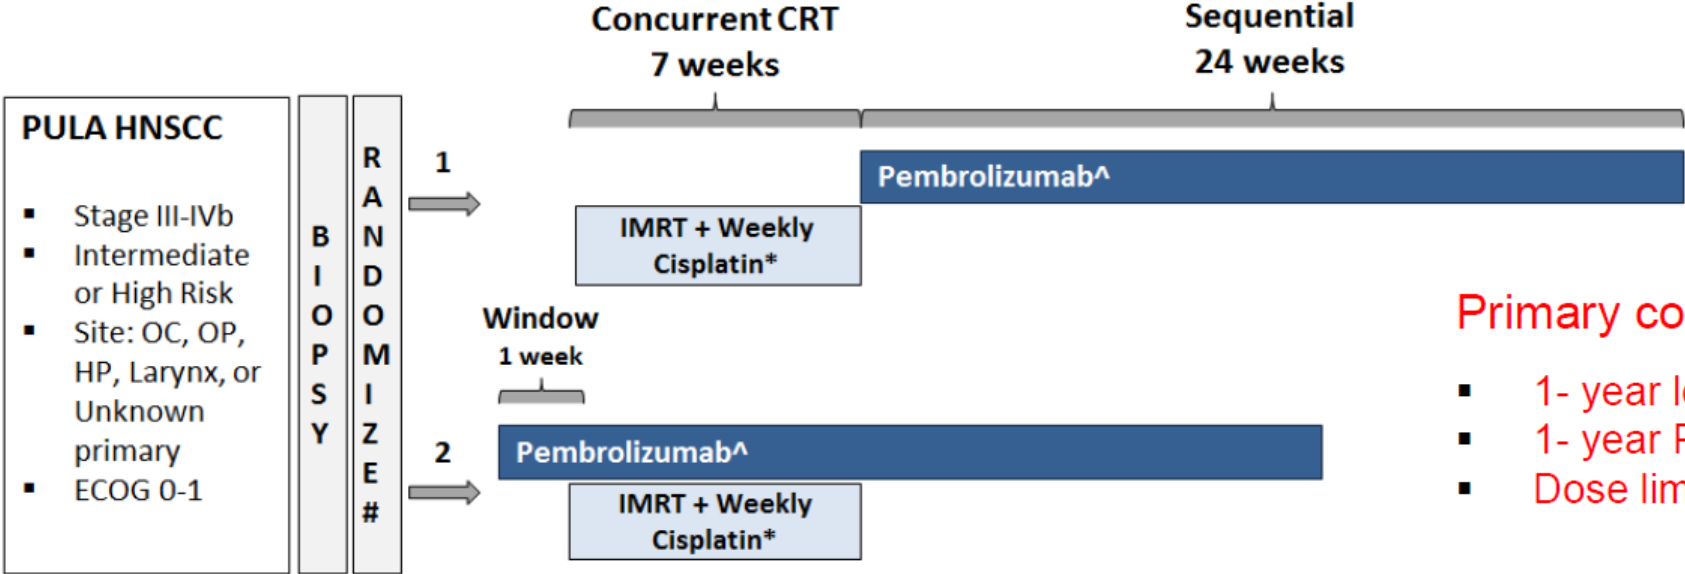 Concurrent CRT
7 weeks
Sequential
24 weeks
PULA HNSCC
▪ Stage III-IVb
▪ Intermediate
or High Risk
▪ Site: OC, OP,
HP, Larynx, or
Unknown
primary
▪ ECOG 0-1
BIOPSY
RANDOMIZE#
1
Pembrolizumab^
IMRT + Weekly
Cisplatin*
Window
1 week
2
Pembrolizumab^
IMRT + Weekly
Cisplatin*
Primary
▪ 1- year
▪ 1- year
▪ Dose